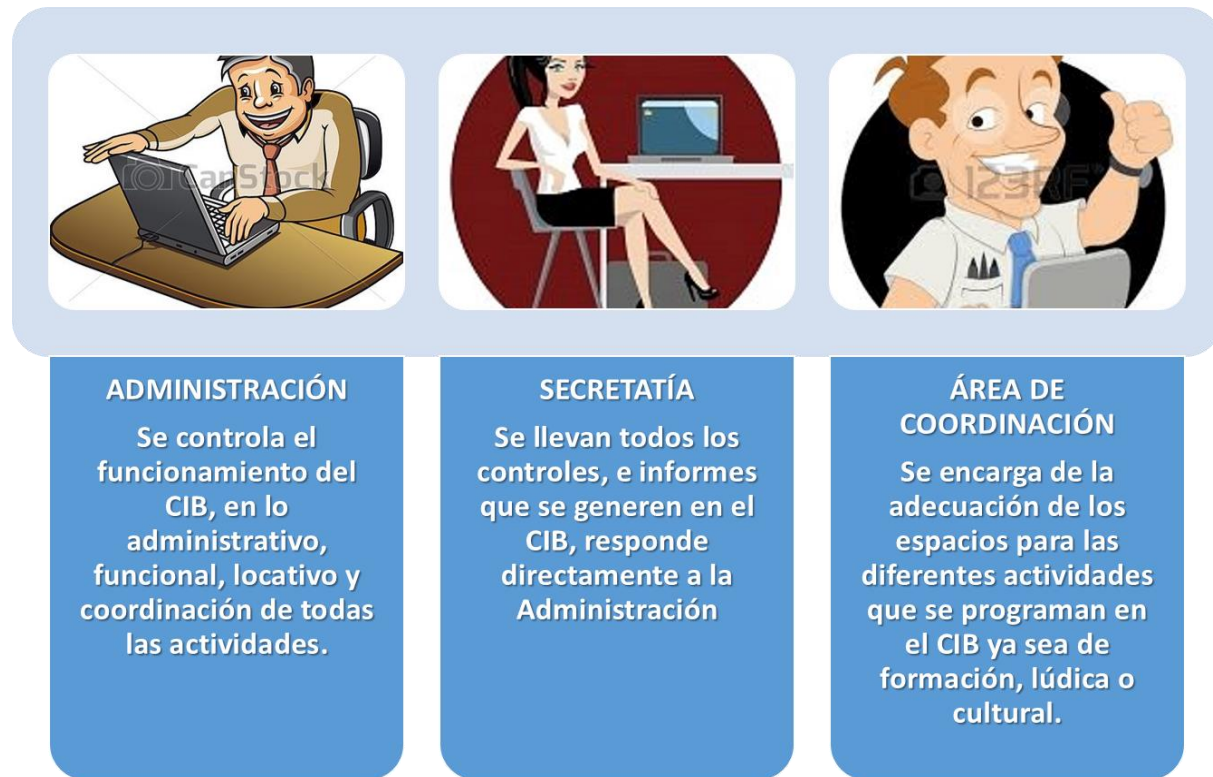 CanStock
123RF
ADMINISTRACIÓN
Se controla el
funcionamiento del
CIB, en lo
administrativo,
funcional, locativo y
coordinación de todas
las actividades.
SECRETATÍA
Se llevan todos los
controles, e informes
que se generen en el
CIB, responde
directamente a la
Administración
ÁREA DE
COORDINACIÓN
Se encarga de la
adecuación de los
espacios para las
diferentes actividades
que se programan en
el CIB ya sea de
formación, lúdica o
cultural.